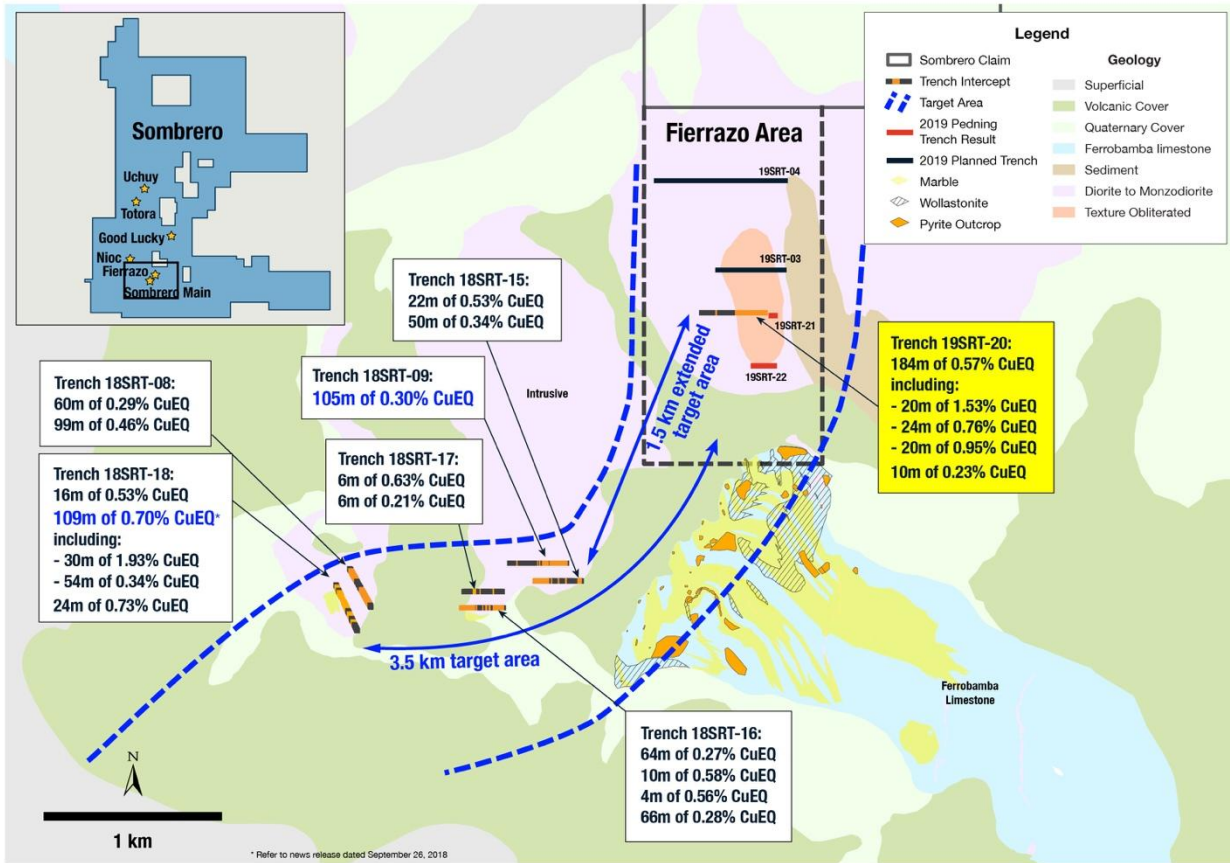 Sombrero
Uchuy
Totora
Good Lucky
Nioc
Fierrazo
Sombrero Main
Fierrazo Area
19SRT-04
19SRT-03
19SRT-21
19SRT-22
Legend
Sombrero Claim
Trench Intercept
Target Area
2019 Pedning
Trench Result
2019 Planned Trench
Marble
Wollastonite
Pyrite Outcrop
Geology
Superficial
Volcanic Cover
Quaternary Cover
Ferrobamba limestone
Sediment
Diorite to Monzodiorite
Texture Obliterated
Trench 18SRT-15:
22m of 0.53% CuEQ
50m of 0.34% CuEQ
Trench 18SRT-09:
105m of 0.30% CuEQ
Intrusive
Trench 18SRT-08:
60m of 0.29% CuEQ
99m of 0.46% CuEQ
Trench 18SRT-17:
6m of 0.63% CuEQ
6m of 0.21% CuEQ
Trench 18SRT-18:
16m of 0.53% CuEQ
109m of 0.70% CuEQ*
including:
- 30m of 1.93% CuEQ
- 54m of 0.34% CuEQ
24m of 0.73% CuEQ
Trench 19SRT-20:
184m of 0.57% CuEQ
including:
- 20m of 1.53% CuEQ
- 24m of 0.76% CuEQ
- 20m of 0.95% CuEQ
10m of 0.23% CuEQ
1.5 km extended
target area
3.5 km target area
Ferrobamba
Limestone
Trench 18SRT-16:
64m of 0.27% CuEQ
10m of 0.58% CuEQ
4m of 0.56% CuEQ
66m of 0.28% CuEQ
N
1 km
* Refer to news release dated September 26, 2018